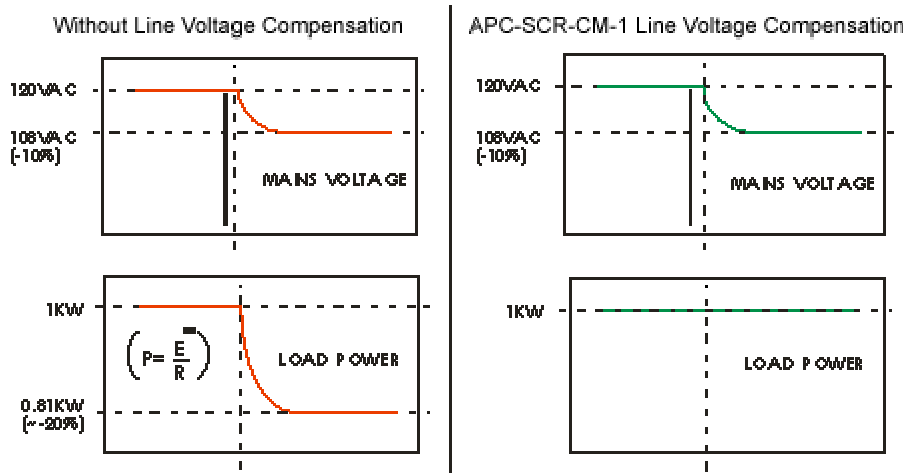 Without Line Voltage Compensation
120VAC
108VAC
(-10%)
MAINS VOLTAGE
1KW
(P= E/R)
LOAD POWER
0.81KW
(~-20%)
APC-SCR-CM-1 Line Voltage Compensation
120VAC
108VAC
(-10%)
MAINS VOLTAGE
1KW
LOAD POWER